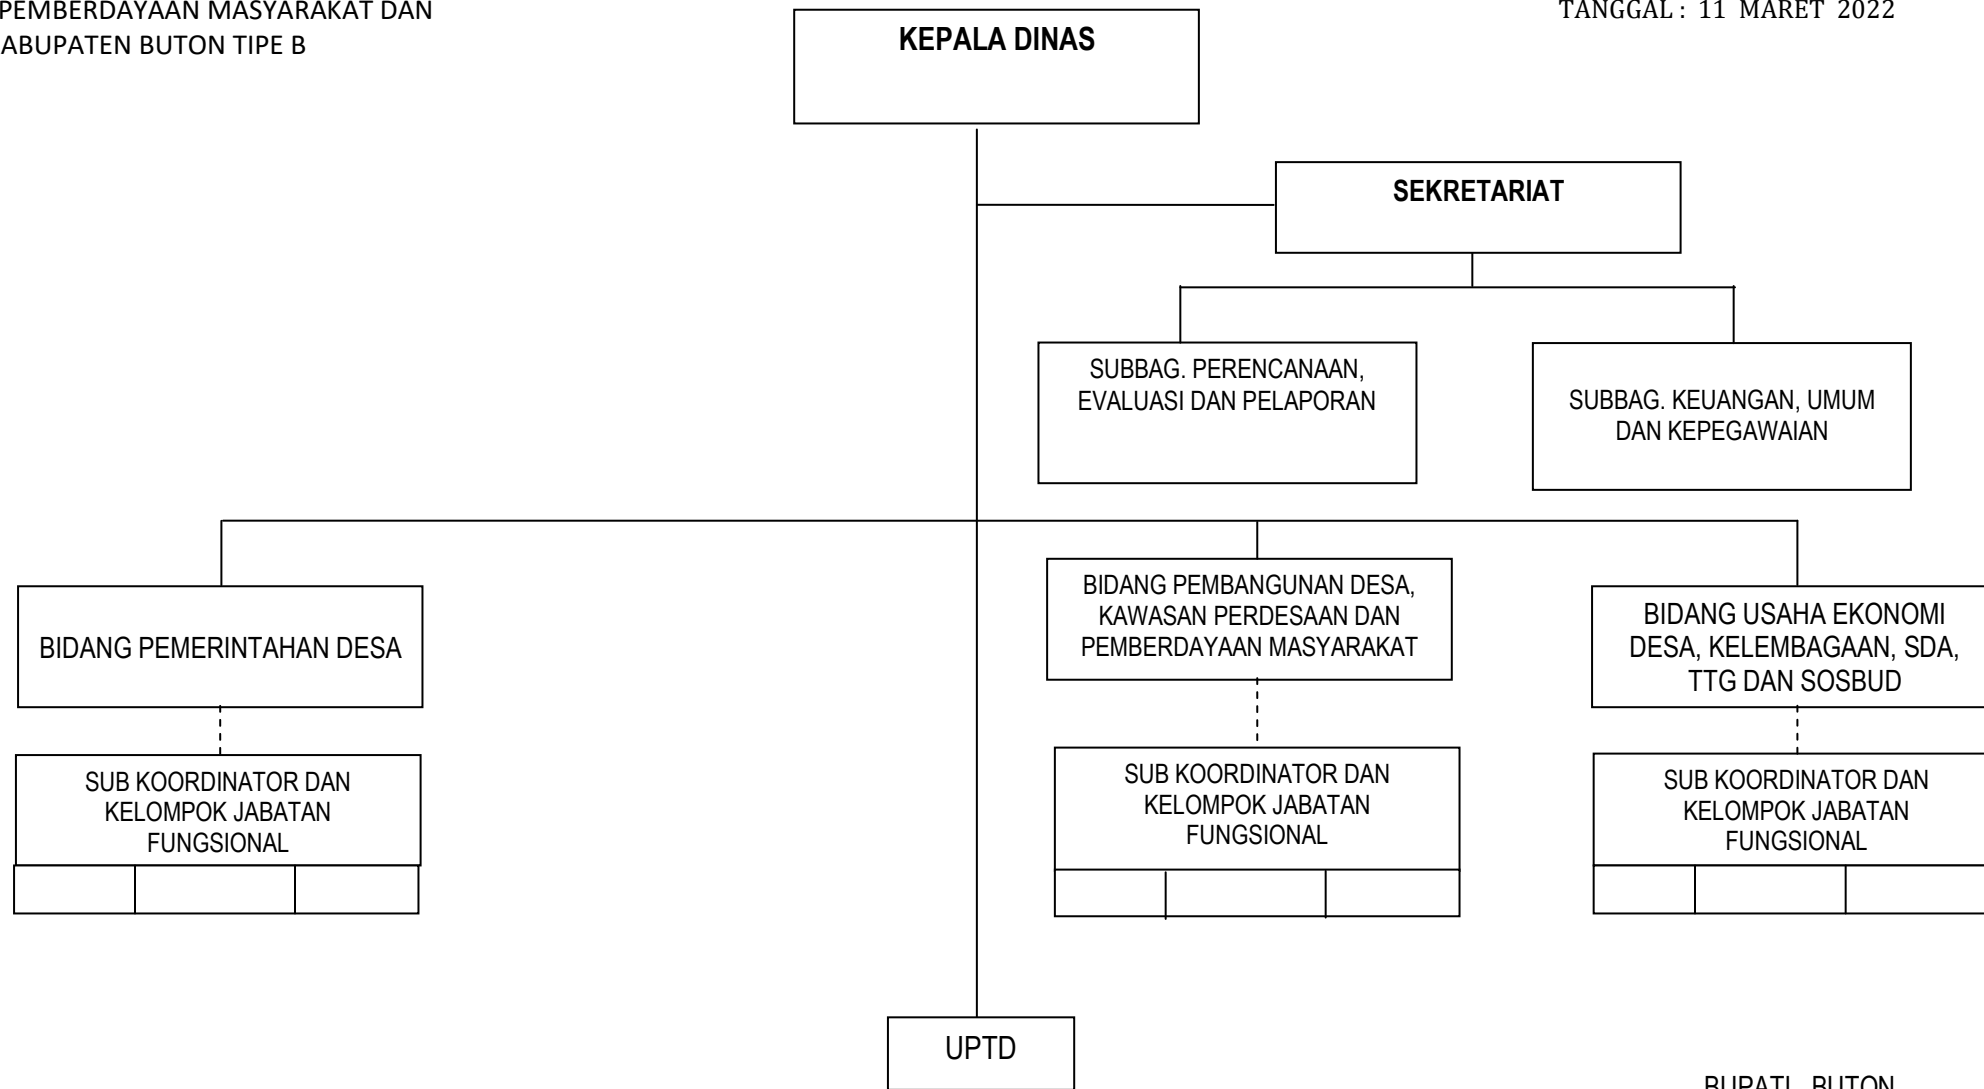 PEMBERDAYAAN MASYARAKAT DAN
ABUPATEN BUTON TIPE B
TANGGAL : 11 MARET 2022
KEPALA DINAS
SEKRETARIAT
SUBBAG. PERENCANAAN,
EVALUASI DAN PELAPORAN
SUBBAG. KEUANGAN, UMUM
DAN KEPEGAWAIAN
BIDANG PEMERINTAHAN DESA
BIDANG PEMBANGUNAN DESA,
KAWASAN PERDESAAN DAN
PEMBERDAYAAN MASYARAKAT
BIDANG USAHA EKONOMI
DESA, KELEMBAGAAN, SDA,
TTG DAN SOSBUD
SUB KOORDINATOR DAN
KELOMPOK JABATAN
FUNGSIONAL
SUB KOORDINATOR DAN
KELOMPOK JABATAN
FUNGSIONAL
SUB KOORDINATOR DAN
KELOMPOK JABATAN
FUNGSIONAL
UPTD
BUPATI BUTON